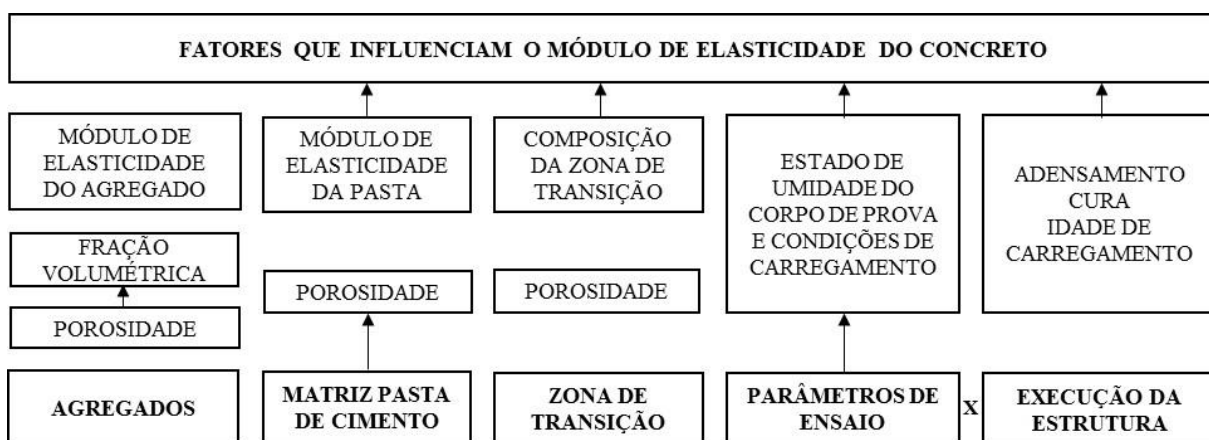 FATORES QUE INFLUENCIAM O MÓDULO DE ELASTICIDADE DO CONCRETO
MÓDULO DE
ELASTICIDADE
DO AGREGADO
MÓDULO DE
ELASTICIDADE
DA PASTA
COMPOSIÇÃO
DA ZONA DE
TRANSIÇÃO
ESTADO DE
UMIDADE DO
CORPO DE PROVA
E CONDIÇÕES DE
CARREGAMENTO
ADENSAMENTO
CURA
IDADE DE
CARREGAMENTO
FRAÇÃO
VOLUMÉTRICA
POROSIDADE
POROSIDADE
POROSIDADE
AGREGADOS
MATRIZ PASTA
DE CIMENTO
ZONA DE
TRANSIÇÃO
PARÂMETROS DE
ENSAIO
X
EXECUÇÃO DA
ESTRUTURA